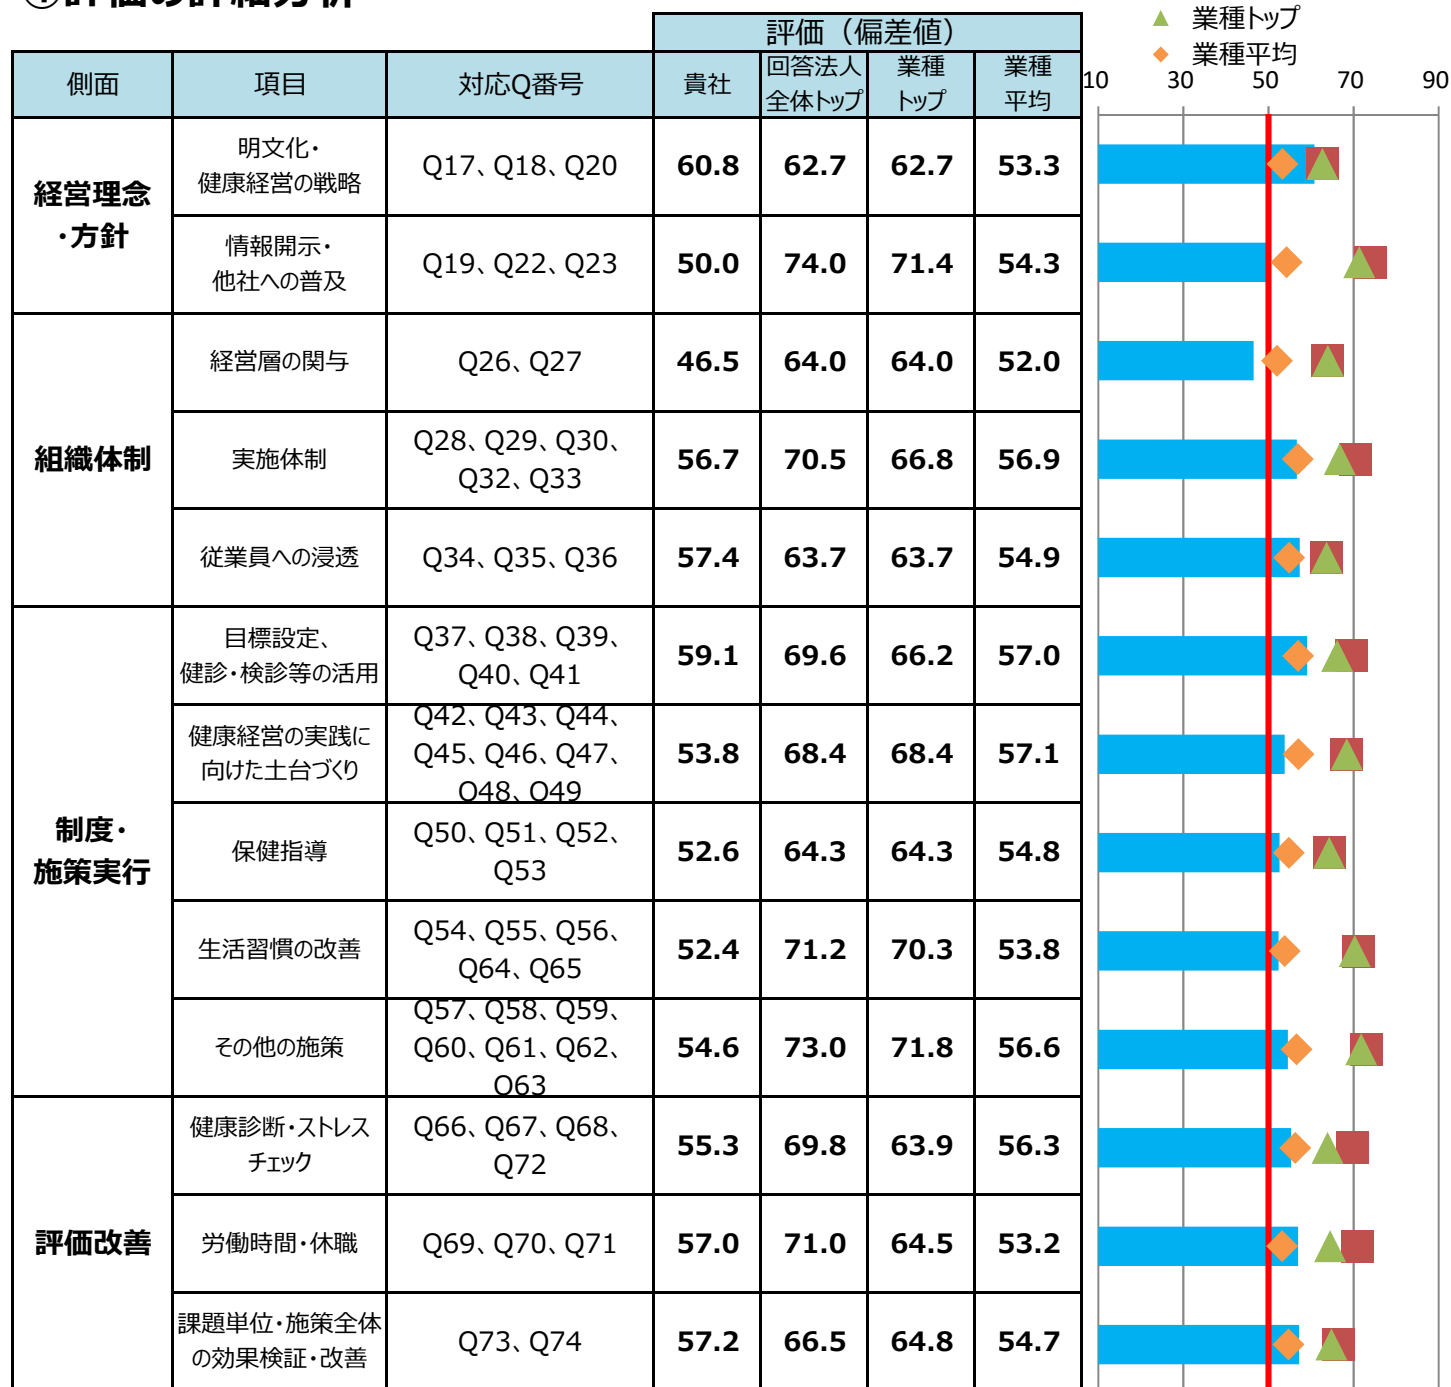 ④評価の詳細分析
▲ 業種トップ
◆ 業種平均
評価（偏差値）
側面 項目 対応Q番号 貴社 回答法人全体トップ 業種トップ 業種平均
10 30 50 70 90
経営理念・方針
明文化・健康経営の戦略 Q17、Q18、Q20 60.8 62.7 62.7 53.3
情報開示・他社への普及 Q19、Q22、Q23 50.0 74.0 71.4 54.3
組織体制
経営層の関与 Q26、Q27 46.5 64.0 64.0 52.0
実施体制 Q28、Q29、Q30、Q32、Q33 56.7 70.5 66.8 56.9
従業員への浸透 Q34、Q35、Q36 57.4 63.7 63.7 54.9
制度・施策実行
目標設定、健診・検診等の活用 Q37、Q38、Q39、Q40、Q41 59.1 69.6 66.2 57.0
健康経営の実践に向けた土台づくり Q42、Q43、Q44、Q45、Q46、Q47、Q48、Q49 53.8 68.4 68.4 57.1
保健指導 Q50、Q51、Q52、Q53 52.6 64.3 64.3 54.8
生活習慣の改善 Q54、Q55、Q56、Q64、Q65 52.4 71.2 70.3 53.8
その他の施策 Q57、Q58、Q59、Q60、Q61、Q62、Q63 54.6 73.0 71.8 56.6
評価改善
健康診断・ストレスチェック Q66、Q67、Q68、Q72 55.3 69.8 63.9 56.3
労働時間・休職 Q69、Q70、Q71 57.0 71.0 64.5 53.2
課題単位・施策全体の効果検証・改善 Q73、Q74 57.2 66.5 64.8 54.7